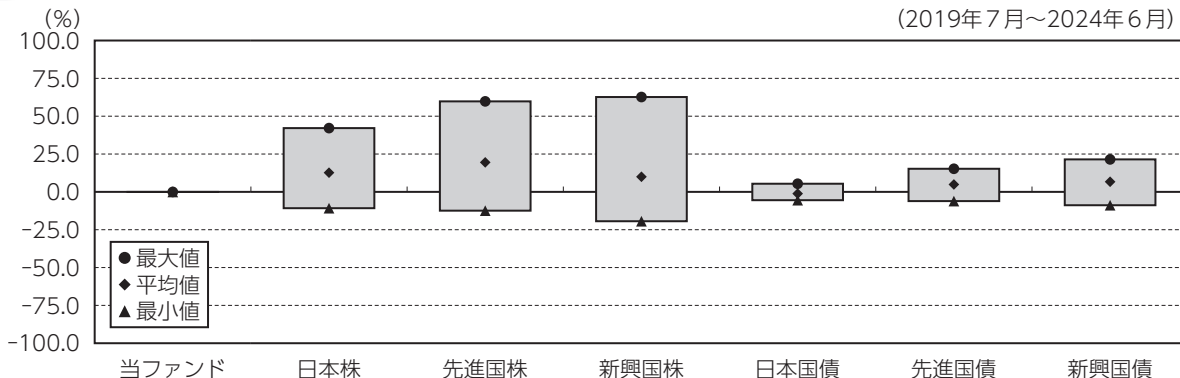 (%)
(2019年7月~2024年6月)
100.0
75.0
50.0
25.0
0.0
-25.0
-50.0
-75.0
-100.0
最大値
平均値
最小値
当ファンド 日本株 先進国株 新興国株 日本国債 先進国債 新興国債